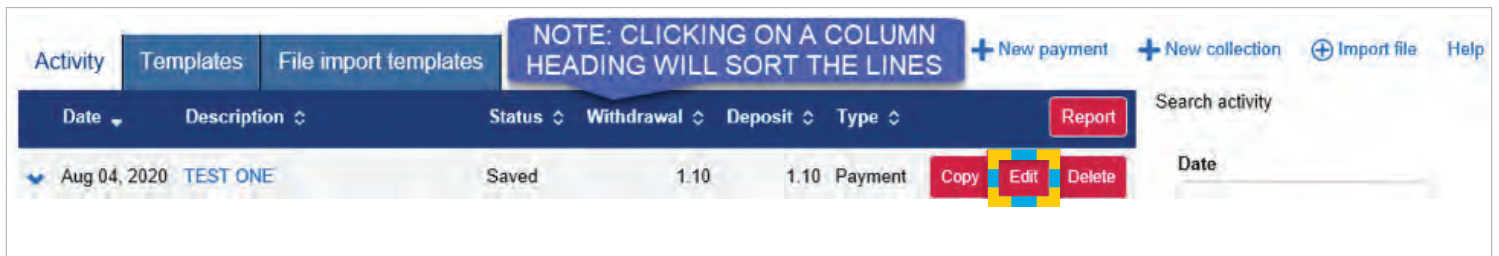 NOTE: CLICKING ON A COLUMN
HEADING WILL SORT THE LINES
Activity Templates File import templates New payment New collection Import file Help
Date Description Status Withdrawal Deposit Type Report
Search activity
Aug 04, 2020 TEST ONE Saved 1.10 1.10 Payment Copy Edit Delete
Date